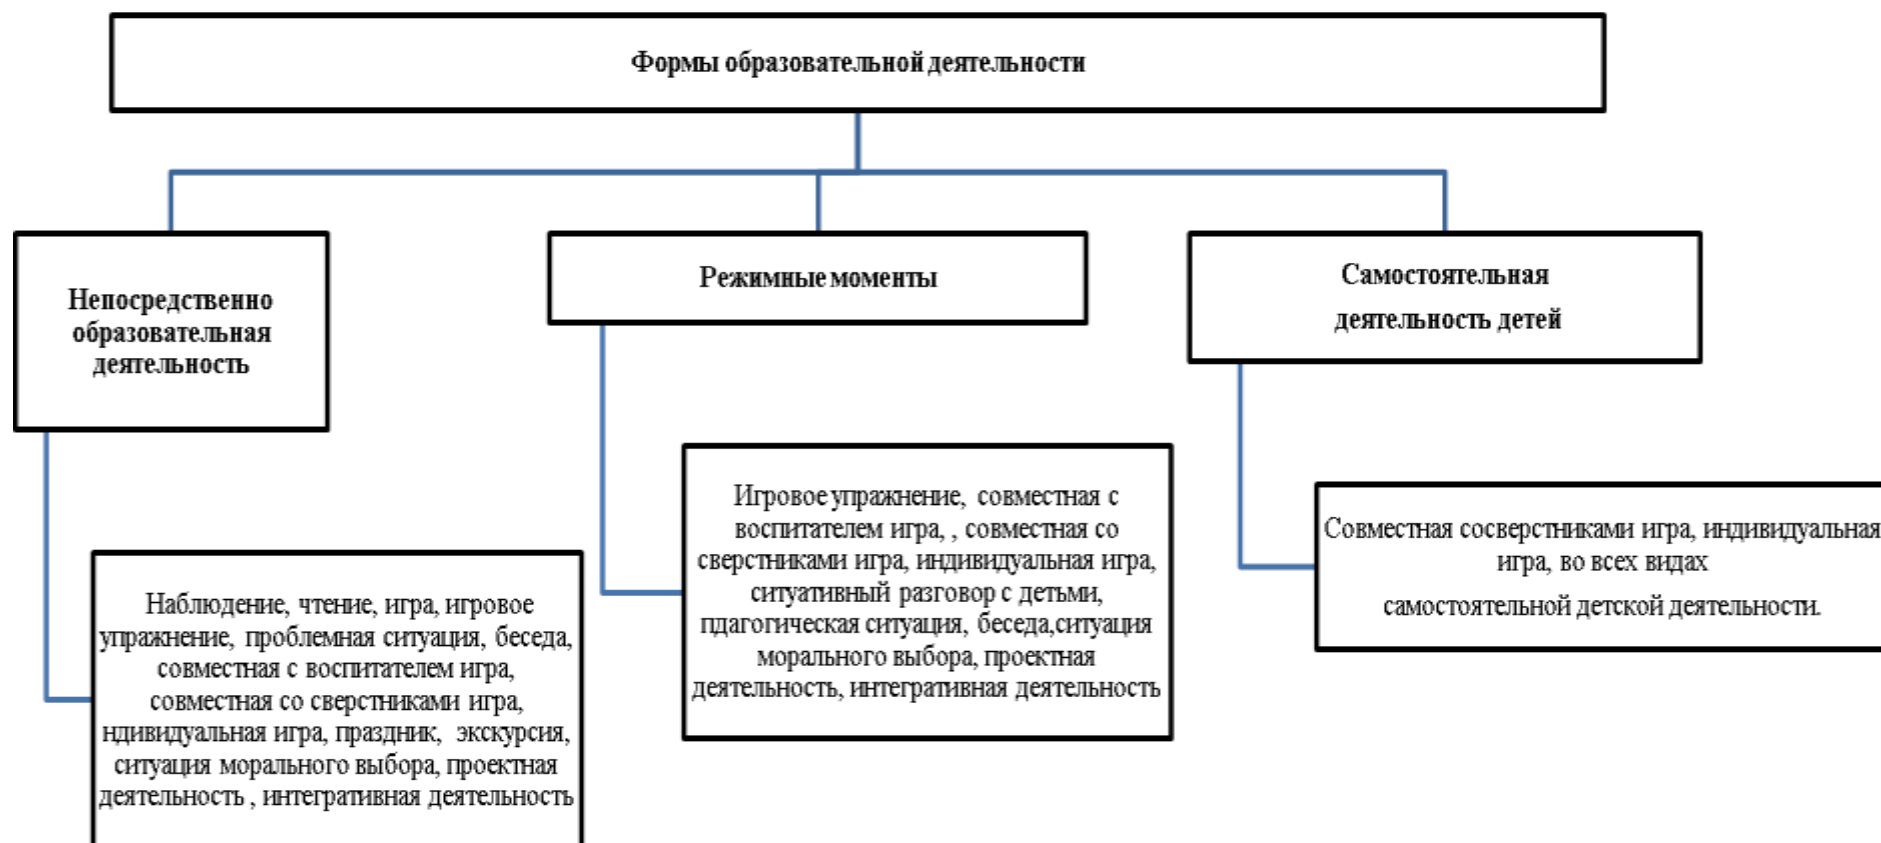 Формы образовательной деятельности
Непосредственно
образовательная
деятельность
Режимные моменты
Самостоятельная
деятельность детей
Наблюдение, чтение, игра, игровое
упражнение, проблемная ситуация, беседа,
совместная с воспитателем игра,
совместная со сверстниками игра,
ндивидуальная игра, праздник, экскурсия,
ситуация морального выбора, проектная
деятельность , интегративная деятельность
Игровое упражнение, совместная с
воспитателем игра, , совместная со
сверстниками игра, индивидуальная игра,
ситуативный разговор с детьми,
пдагогическая ситуация, беседа,ситуация
морального выбора, проектная
деятельность, интегративная деятельность
Совместная сосверстниками игра, индивидуальная
игра, во всех видах
самостоятельной детской деятельности.